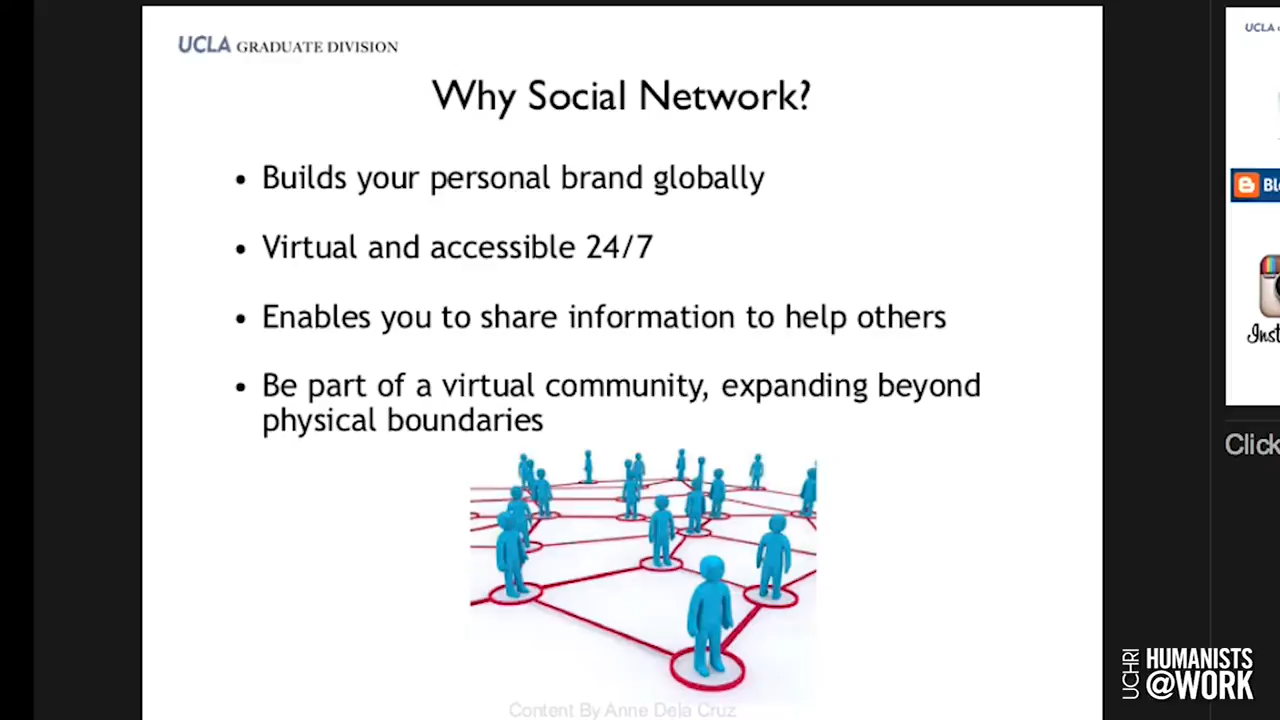 UCLA GRADUATE DIVISION
Why Social Network?
• Builds your personal brand globally
• Virtual and accessible 24/7
• Enables you to share information to help others
• Be part of a virtual community, expanding beyond
physical boundaries
Content By Anne Dela Cruz
UCLA
Click
UCHRI
HUMANISTS
@WORK